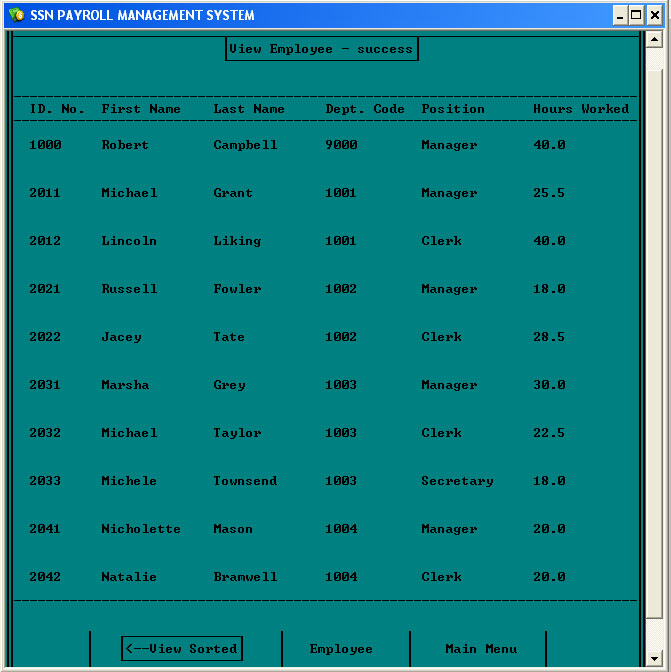 SSN PAYROLL MANAGEMENT SYSTEM
View Employee - success
ID. No. First Name Last Name Dept. Code Position Hours Worked
1000 Robert Campbell 9000 Manager 40.0
2011 Michael Grant 1001 Manager 25.5
2012 Lincoln Liking 1001 Clerk 40.0
2021 Russell Fowler 1002 Manager 18.0
2022 Jacey Tate 1002 Clerk 28.5
2031 Marsha Grey 1003 Manager 30.0
2032 Michael Taylor 1003 Clerk 22.5
2033 Michele Townsend 1003 Secretary 18.0
2041 Nicholette Mason 1004 Manager 20.0
2042 Natalie Bramwell 1004 Clerk 20.0
<--View Sorted Employee Main Menu